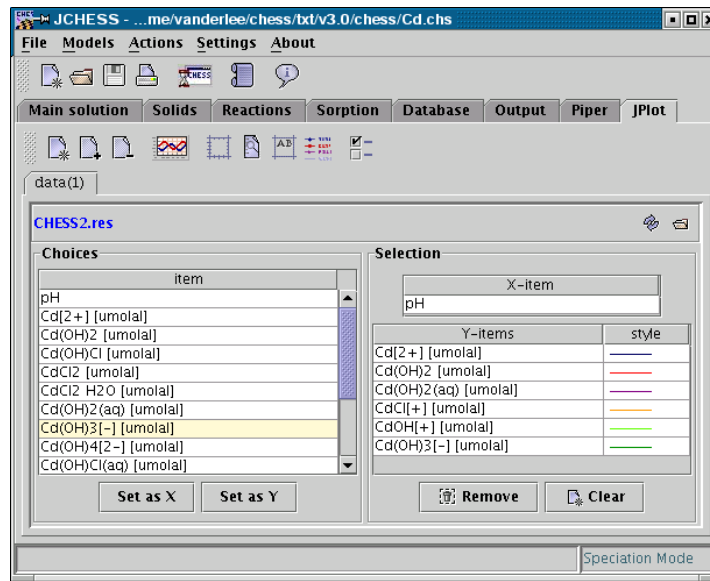 JCHESS - ...me/vanderlee/chess/txt/v3.0/chess/Cd.chs
File Models Actions Settings About
CHESS
Main solution Solids Reactions Sorption Database Output Piper JPlot
AB
data(1)
CHESS2.res
Choices
item
pH
Cd[2+] [umolal]
Cd(OH)2 [umolal]
Cd(OH)Cl [umolal]
CdCl2 [umolal]
CdCl2 H2O [umolal]
Cd(OH)2(aq) [umolal]
Cd(OH)3[-] [umolal]
Cd(OH)4[2-] [umolal]
Cd(OH)Cl(aq) [umolal]
Set as X Set as Y
Selection
X-item
pH
Y-items style
Cd[2+] [umolal]
Cd(OH)2 [umolal]
Cd(OH)2(aq) [umolal]
CdCl[+] [umolal]
CdOH[+] [umolal]
Cd(OH)3[-] [umolal]
Remove Clear
Speciation Mode